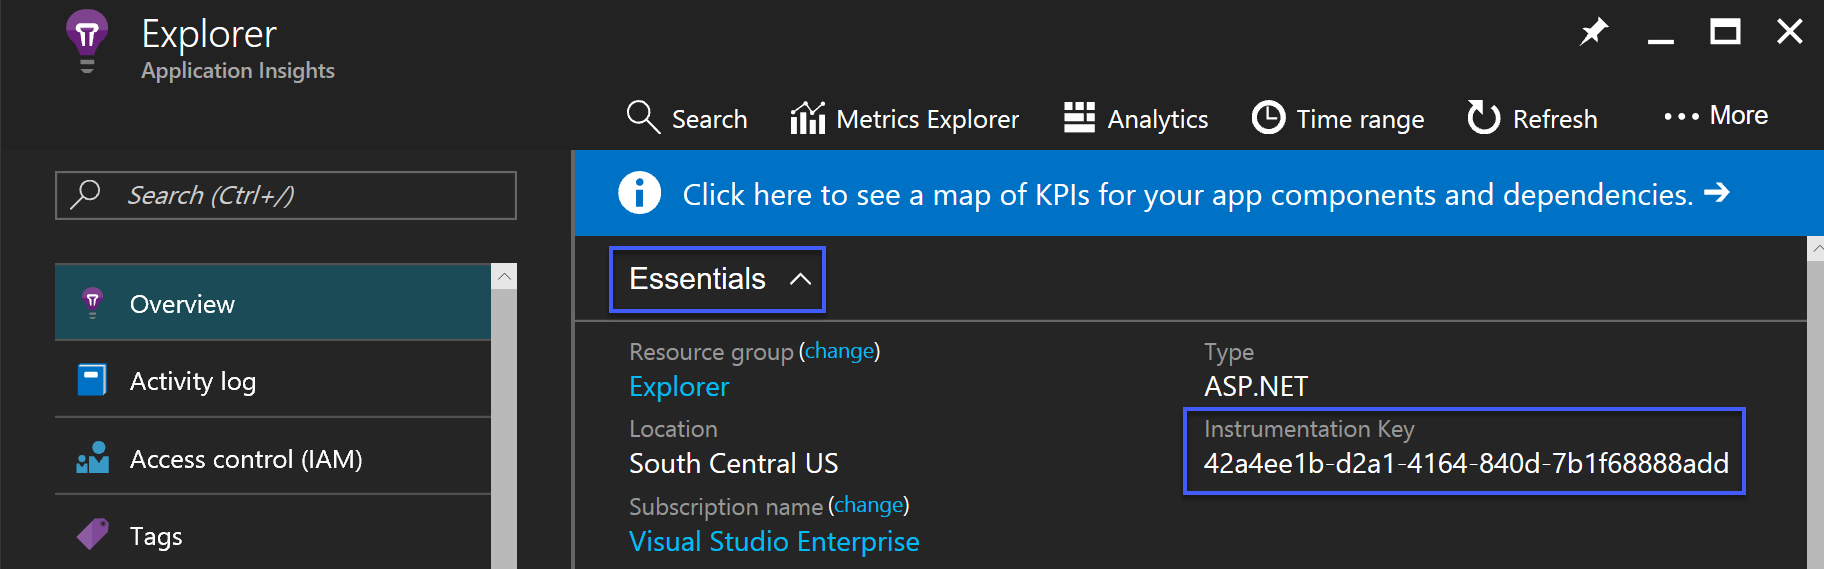 Explorer
Application Insights
Search
Metrics Explorer
Analytics
Time range
Refresh
More
Search (Ctrl+/)
Overview
Activity log
Access control (IAM)
Tags
Click here to see a map of KPIs for your app components and dependencies.
Essentials
Resource group (change)
Explorer
Location
South Central US
Subscription name (change)
Visual Studio Enterprise
Type
ASP.NET
Instrumentation Key
42a4ee1b-d2a1-4164-840d-7b1f68888add